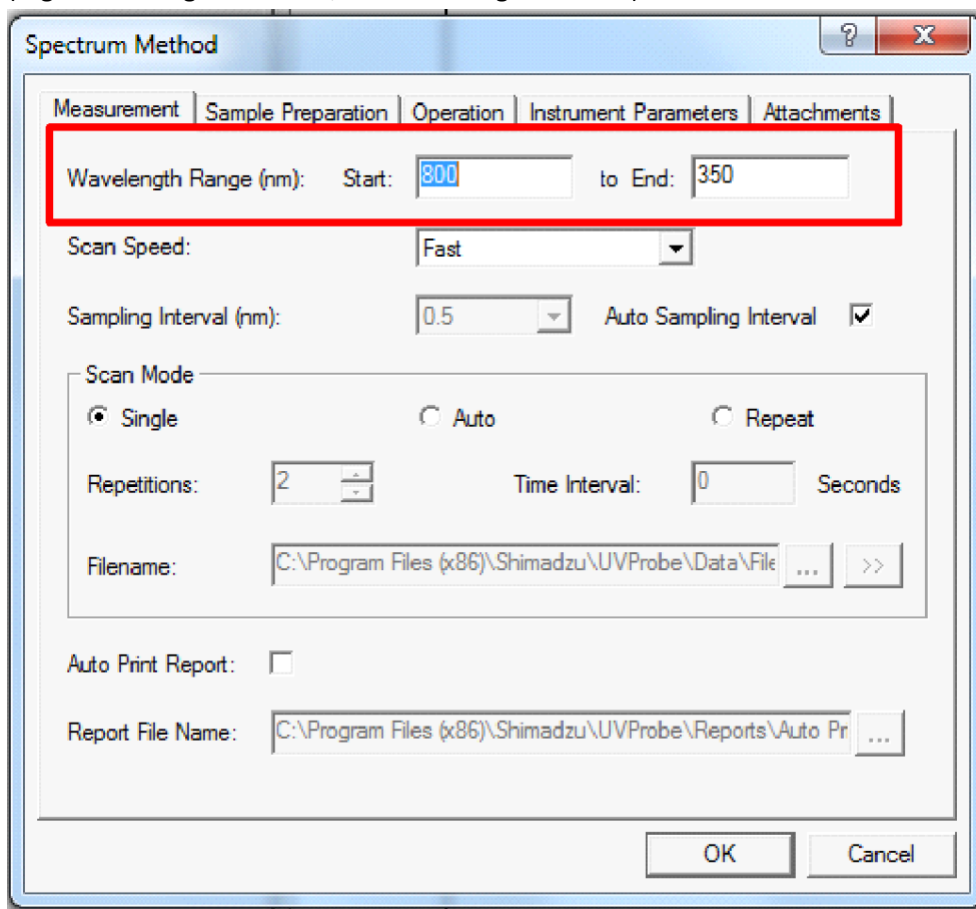 Spectrum Method
Measurement Sample Preparation Operation Instrument Parameters Attachments
Wavelength Range (nm): Start: 800 to End: 350
Scan Speed: Fast
Sampling Interval (nm): 0.5 Auto Sampling Interval
Scan Mode
Single Auto Repeat
Repetitions: 2 Time Interval: 0 Seconds
Filename: C:\Program Files (x86)\Shimadzu\UVProbe\Data\File ... >>
Auto Print Report:
Report File Name: C:\Program Files (x86)\Shimadzu\UVProbe\Reports\Auto Pr ...
OK Cancel